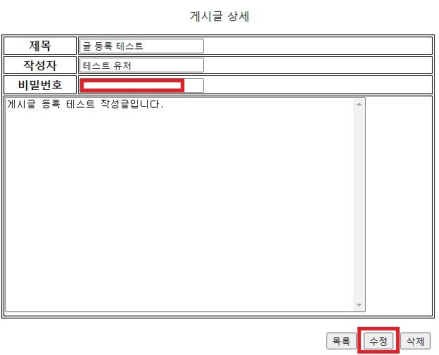 게시글 상세
제목 글 등록 테스트
작성자 테스트 유저
비밀번호
게시글 등록 테스트 작성글입니다.
목록 수정 삭제